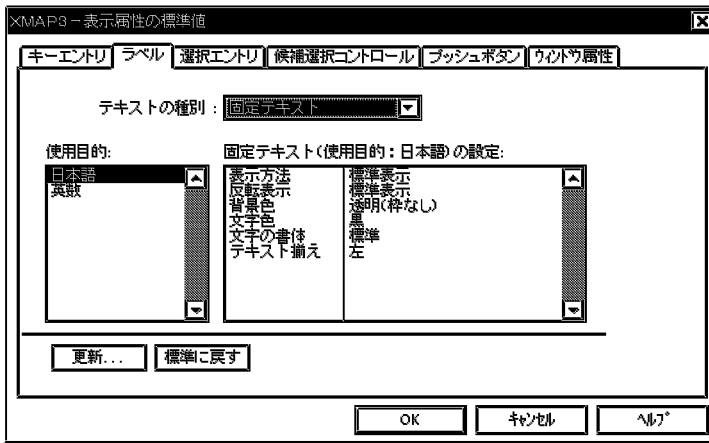 XMAP3－表示属性の標準値
キーエントリ ラベル 選択エントリ 候補選択コントロール プッシュボタン ウィンドウ属性
テキストの種別： 固定テキスト
使用目的: 固定テキスト(使用目的：日本語)の設定:
日本語 表示方法 標準表示
英数 反転表示 標準表示
背景色 透明(枠なし)
文字色 黒
文字の書体 標準
テキスト揃え 左
更新... 標準に戻す
OK キャンセル ヘルプ